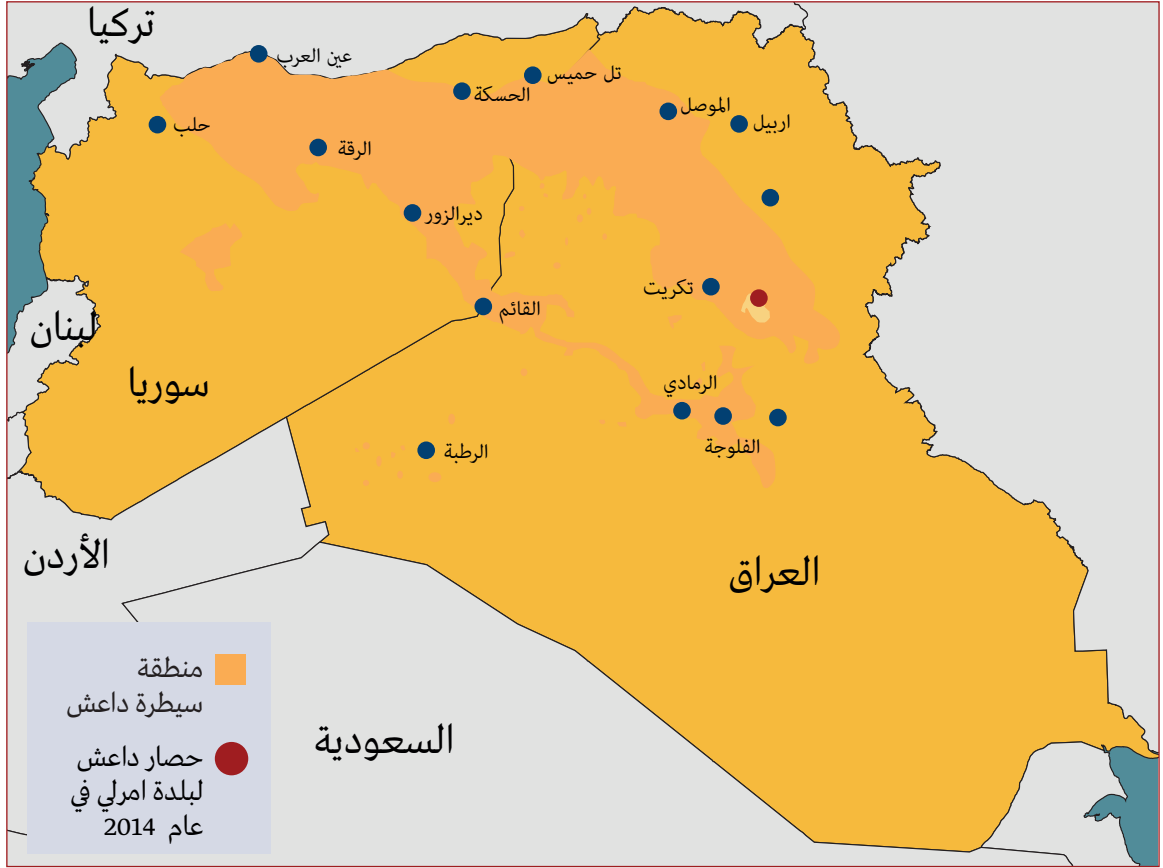 تركيا
عين العرب
تل حميس
الحسكة
الموصل
اربيل
حلب
الرقة
ديرالزور
تكريت
القائم
لبنان
سوريا
الرمادي
الفلوجة
الرطبة
الأردن
العراق
السعودية
منطقة
سيطرة داعش
حصار داعش
لبلدة امرلي في
عام 2014